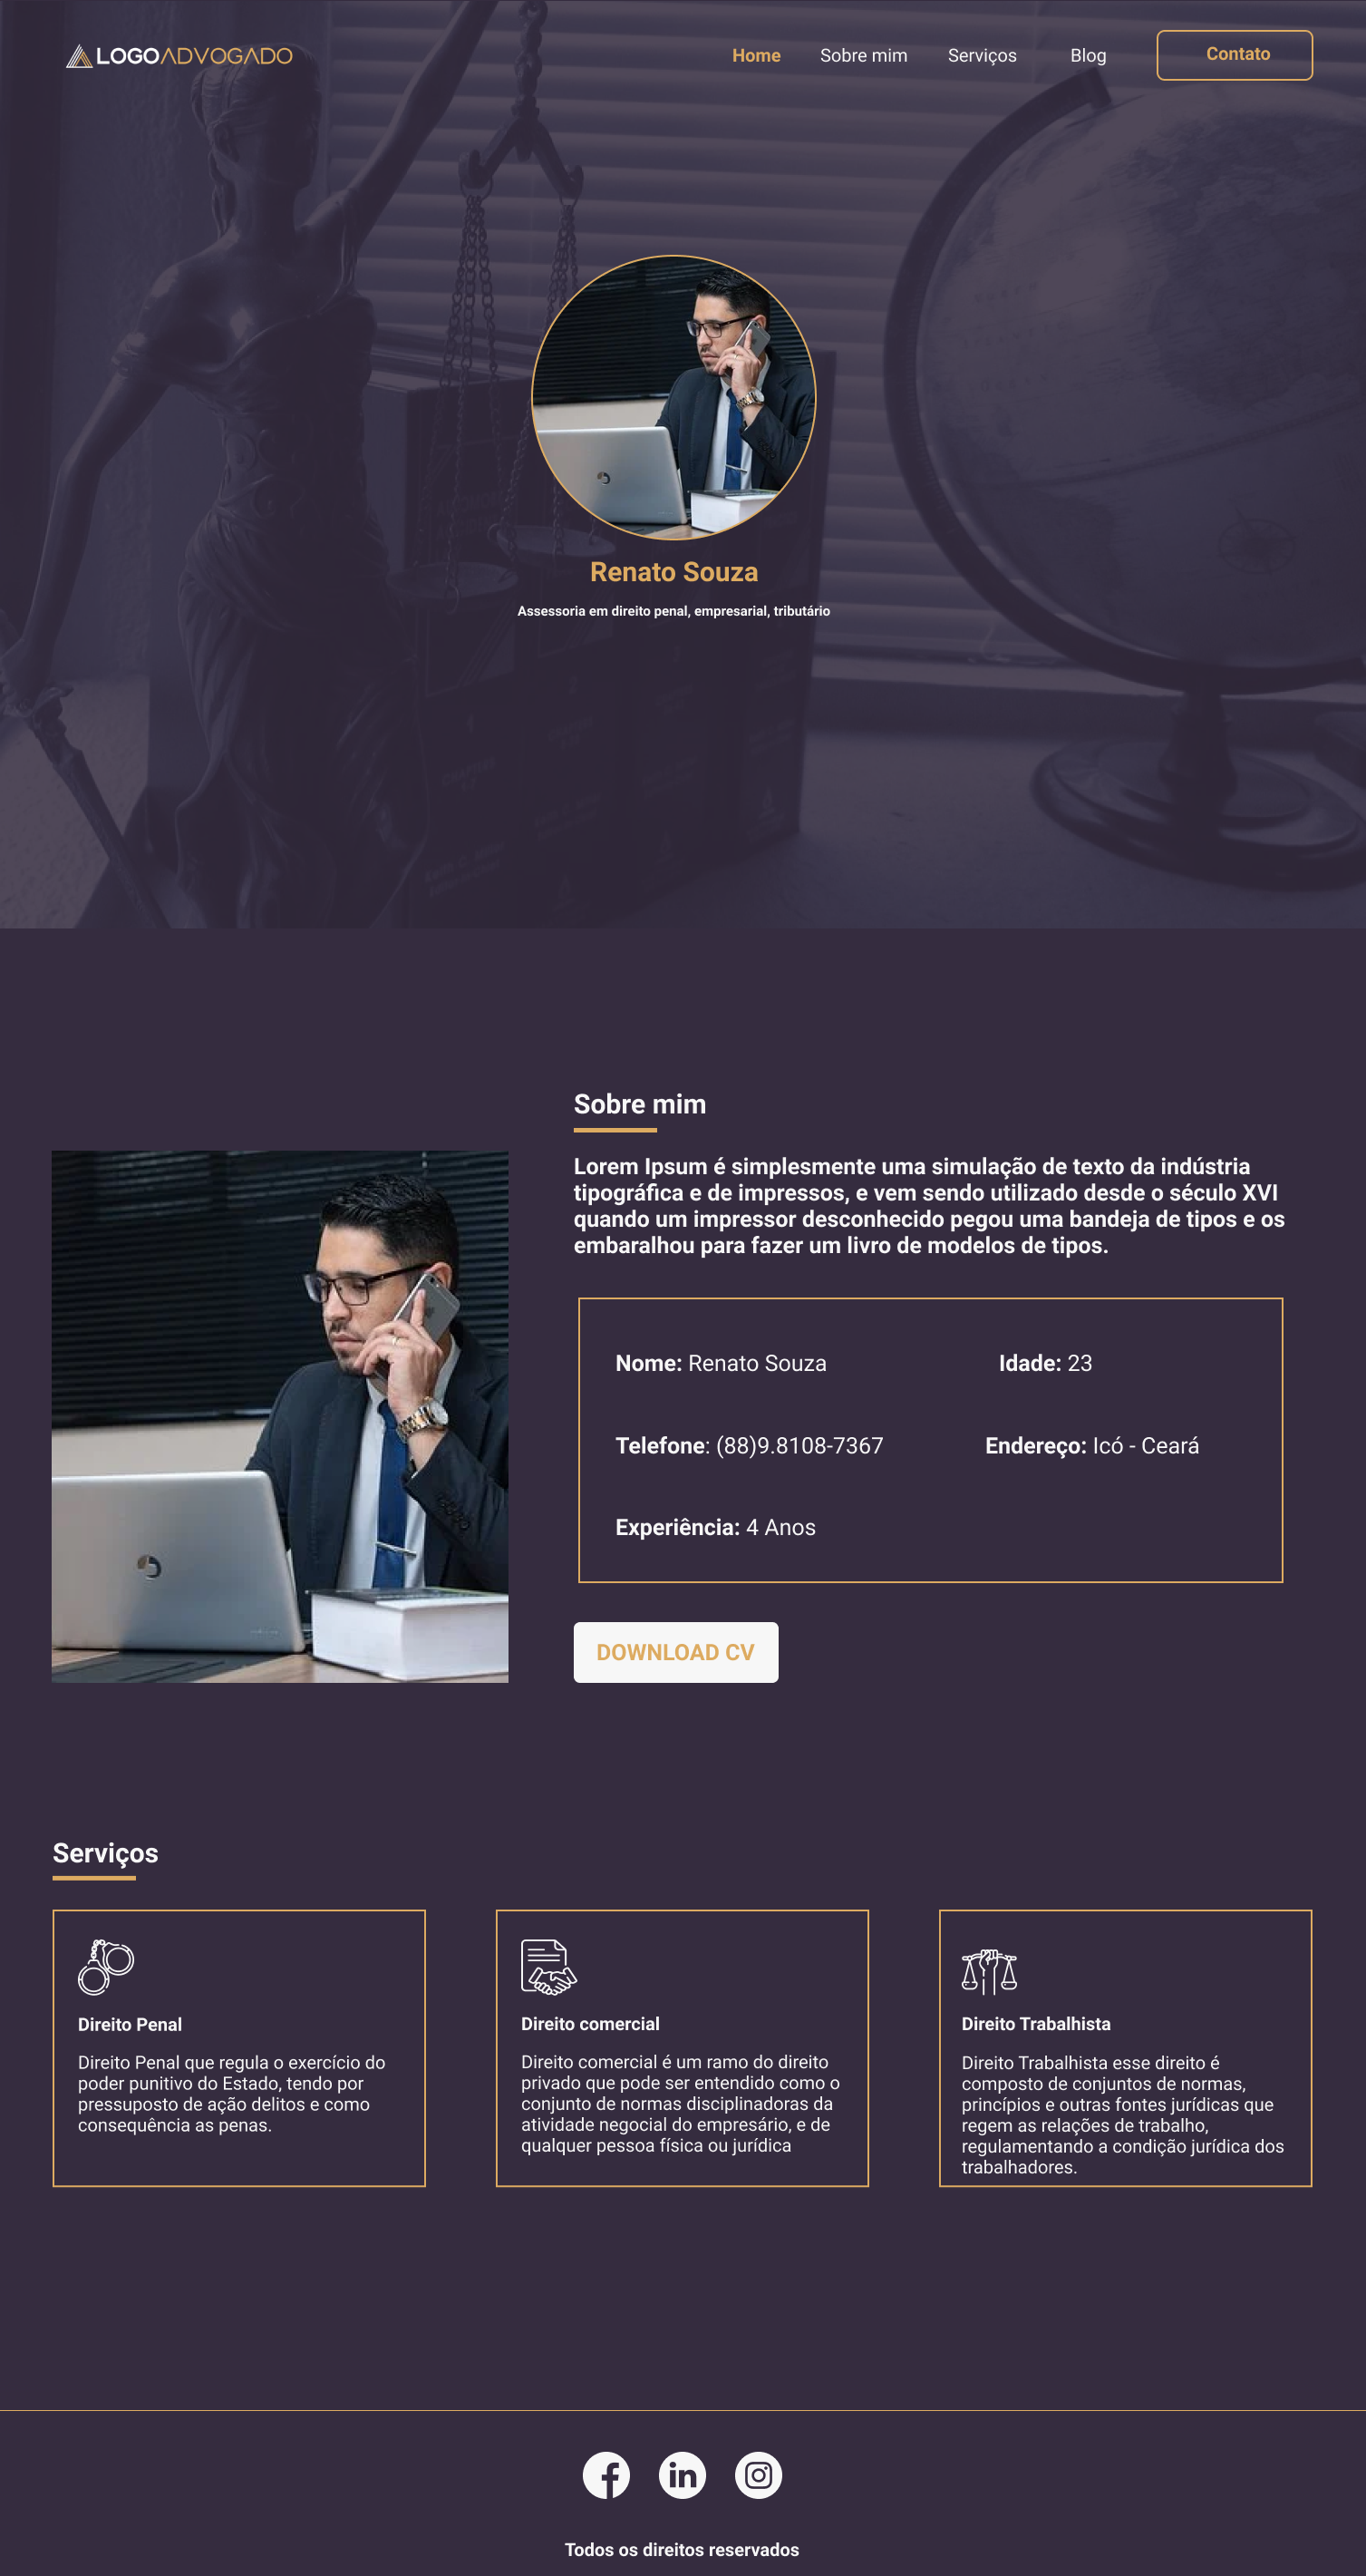 LOGOADVOGADO
Home Sobre mim Serviços Blog Contato
Renato Souza
Assessoria em direito penal, empresarial, tributário
Sobre mim
Lorem Ipsum é simplesmente uma simulação de texto da indústria
tipográfica e de impressos, e vem sendo utilizado desde o século XVI
quando um impressor desconhecido pegou uma bandeja de tipos e os
embaralhou para fazer um livro de modelos de tipos.
Nome: Renato Souza
Idade: 23
Telefone: (88)9.8108-7367
Endereço: Icó - Ceará
Experiência: 4 Anos
DOWNLOAD CV
Serviços
Direito Penal
Direito Penal que regula o exercício do
poder punitivo do Estado, tendo por
pressuposto de ação delitos e como
consequência as penas.
Direito comercial
Direito comercial é um ramo do direito
privado que pode ser entendido como o
conjunto de normas disciplinadoras da
atividade negocial do empresário, e de
qualquer pessoa física ou jurídica
Direito Trabalhista
Direito Trabalhista esse direito é
composto de conjuntos de normas,
princípios e outras fontes jurídicas que
regem as relações de trabalho,
regulamentando a condição jurídica dos
trabalhadores.
Todos os direitos reservados